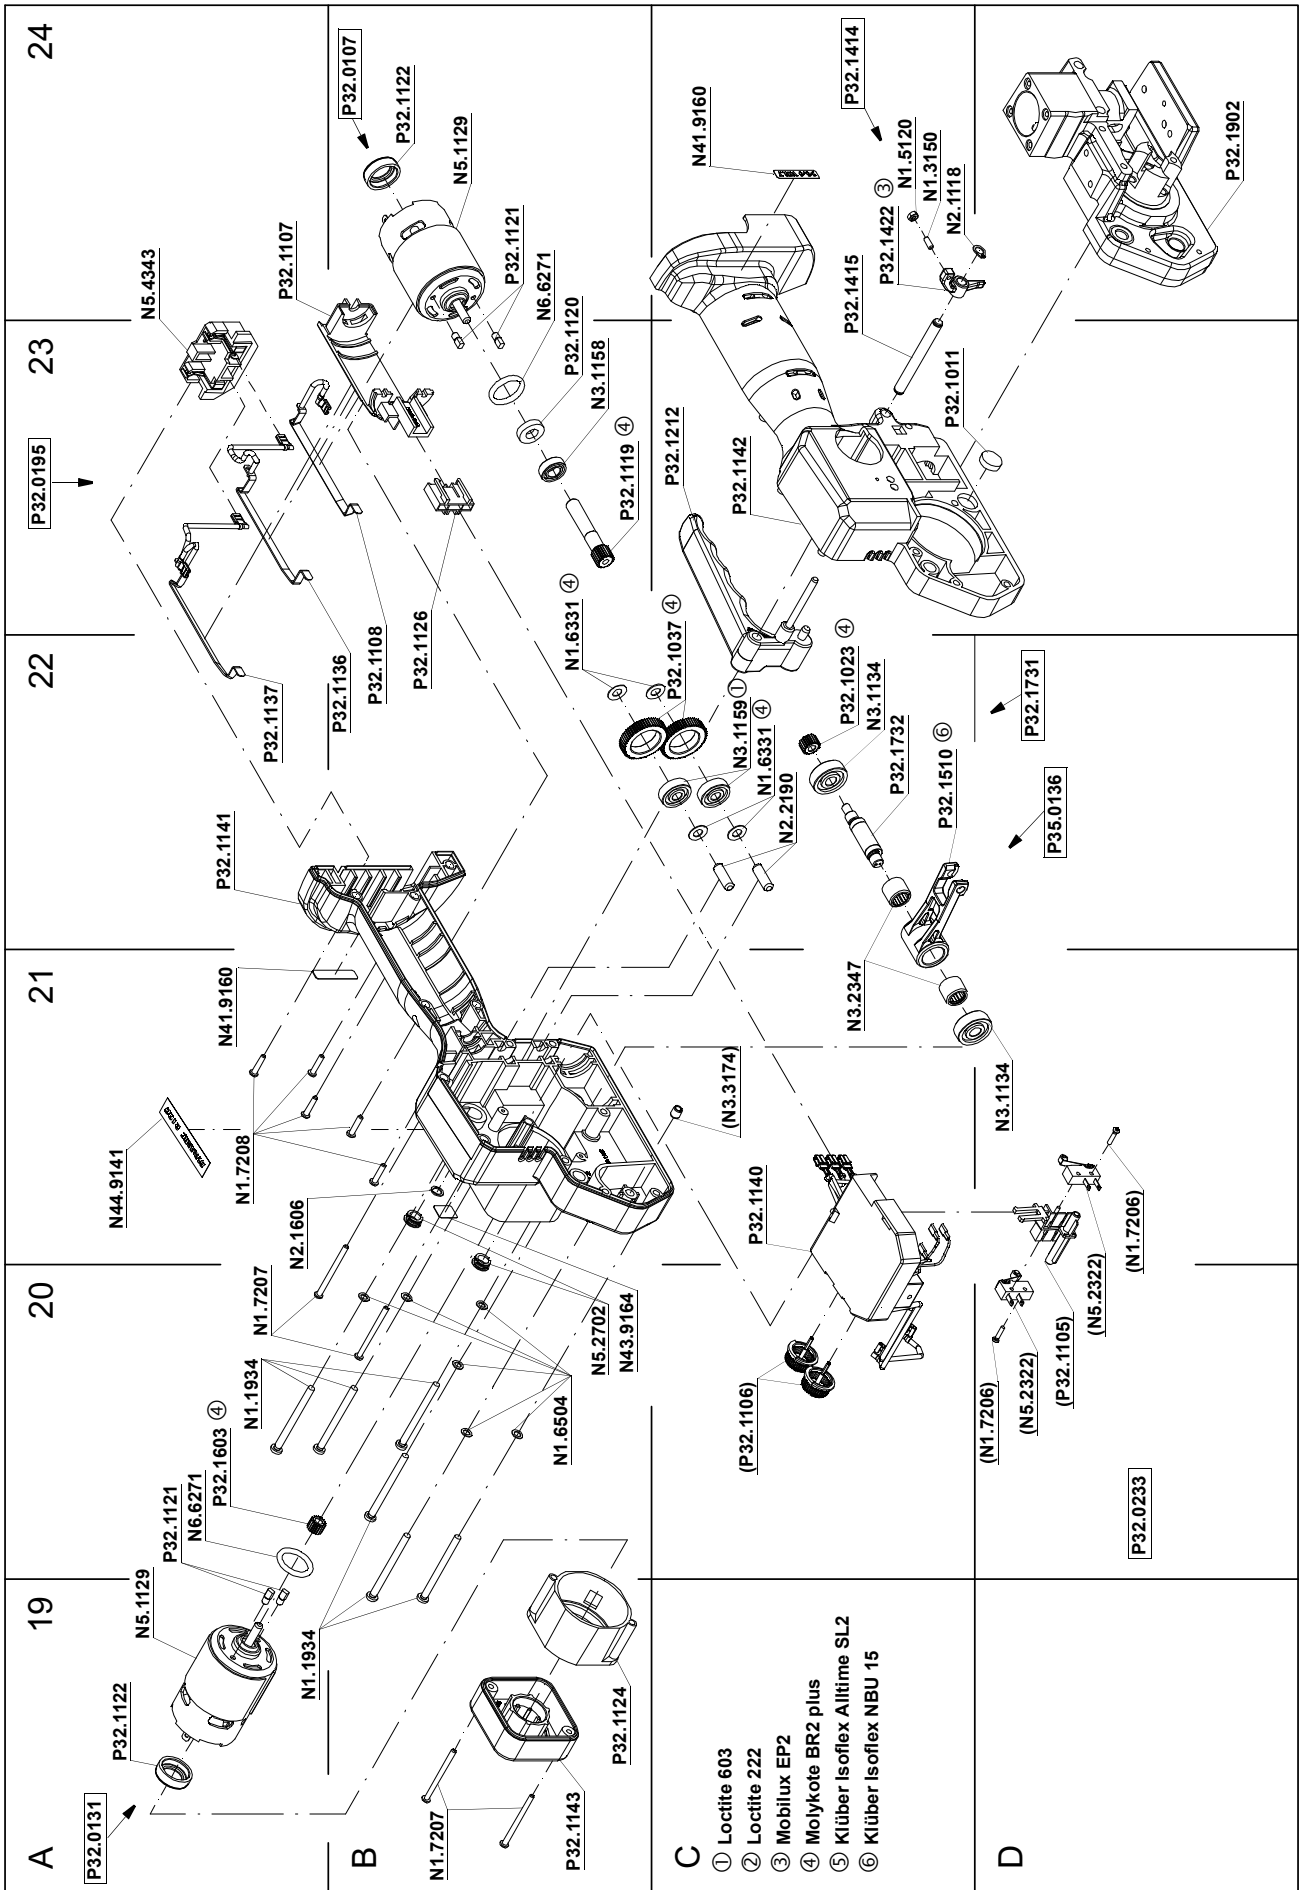 19
20
21
22
23
24
A
B
C
D
P32.0131
P32.1122
N5.1129
P32.1121
N6.6271
P32.1603 ④
N1.1934
N1.7207
N2.1606
N1.7208
N44.9141
N41.9160
P32.1141
P32.1137
P32.1136
P32.1108
P32.1126
P32.0195
N5.4343
P32.1107
P32.0107
P32.1122
N5.1129
P32.1121
N6.6271
P32.1120
N3.1158
P32.1119 ④
N1.1934
N1.7207
P32.1143
P32.1124
N1.6504
N5.2702
N43.9164
(N3.3174)
N1.6331 ④
P32.1037 ④
N3.1159 ①
N1.6331 ④
N2.2190
P32.1212
P32.1142
N41.9160
P32.1414
N1.5120
N1.3150
N2.1118
P32.1422 ③
P32.1415
P32.1011
P32.1902
P32.1023 ④
N3.1134
P32.1732
P32.1510 ⑥
P32.1731
P35.0136
N3.2347
N3.1134
P32.1140
(P32.1106)
(N1.7206)
(N5.2322)
(P32.1105)
(N5.2322)
(N1.7206)
P32.0233
① Loctite 603
② Loctite 222
③ Mobilux EP2
④ Molykote BR2 plus
⑤ Klüber Isoflex Alltime SL2
⑥ Klüber Isoflex NBU 15